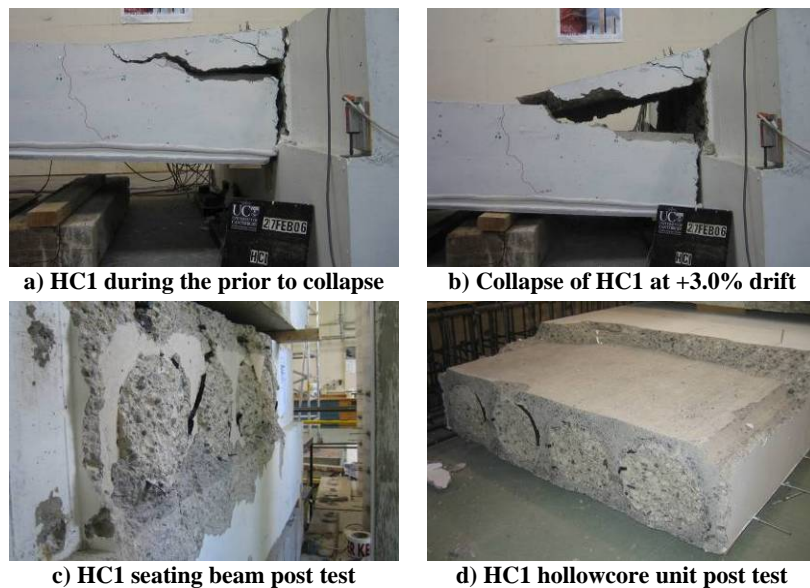 UC
27FEB06
HC1
a) HC1 during the prior to collapse
UC
27FEB06
HC1
b) Collapse of HC1 at +3.0% drift
c) HC1 seating beam post test
d) HC1 hollowcore unit post test